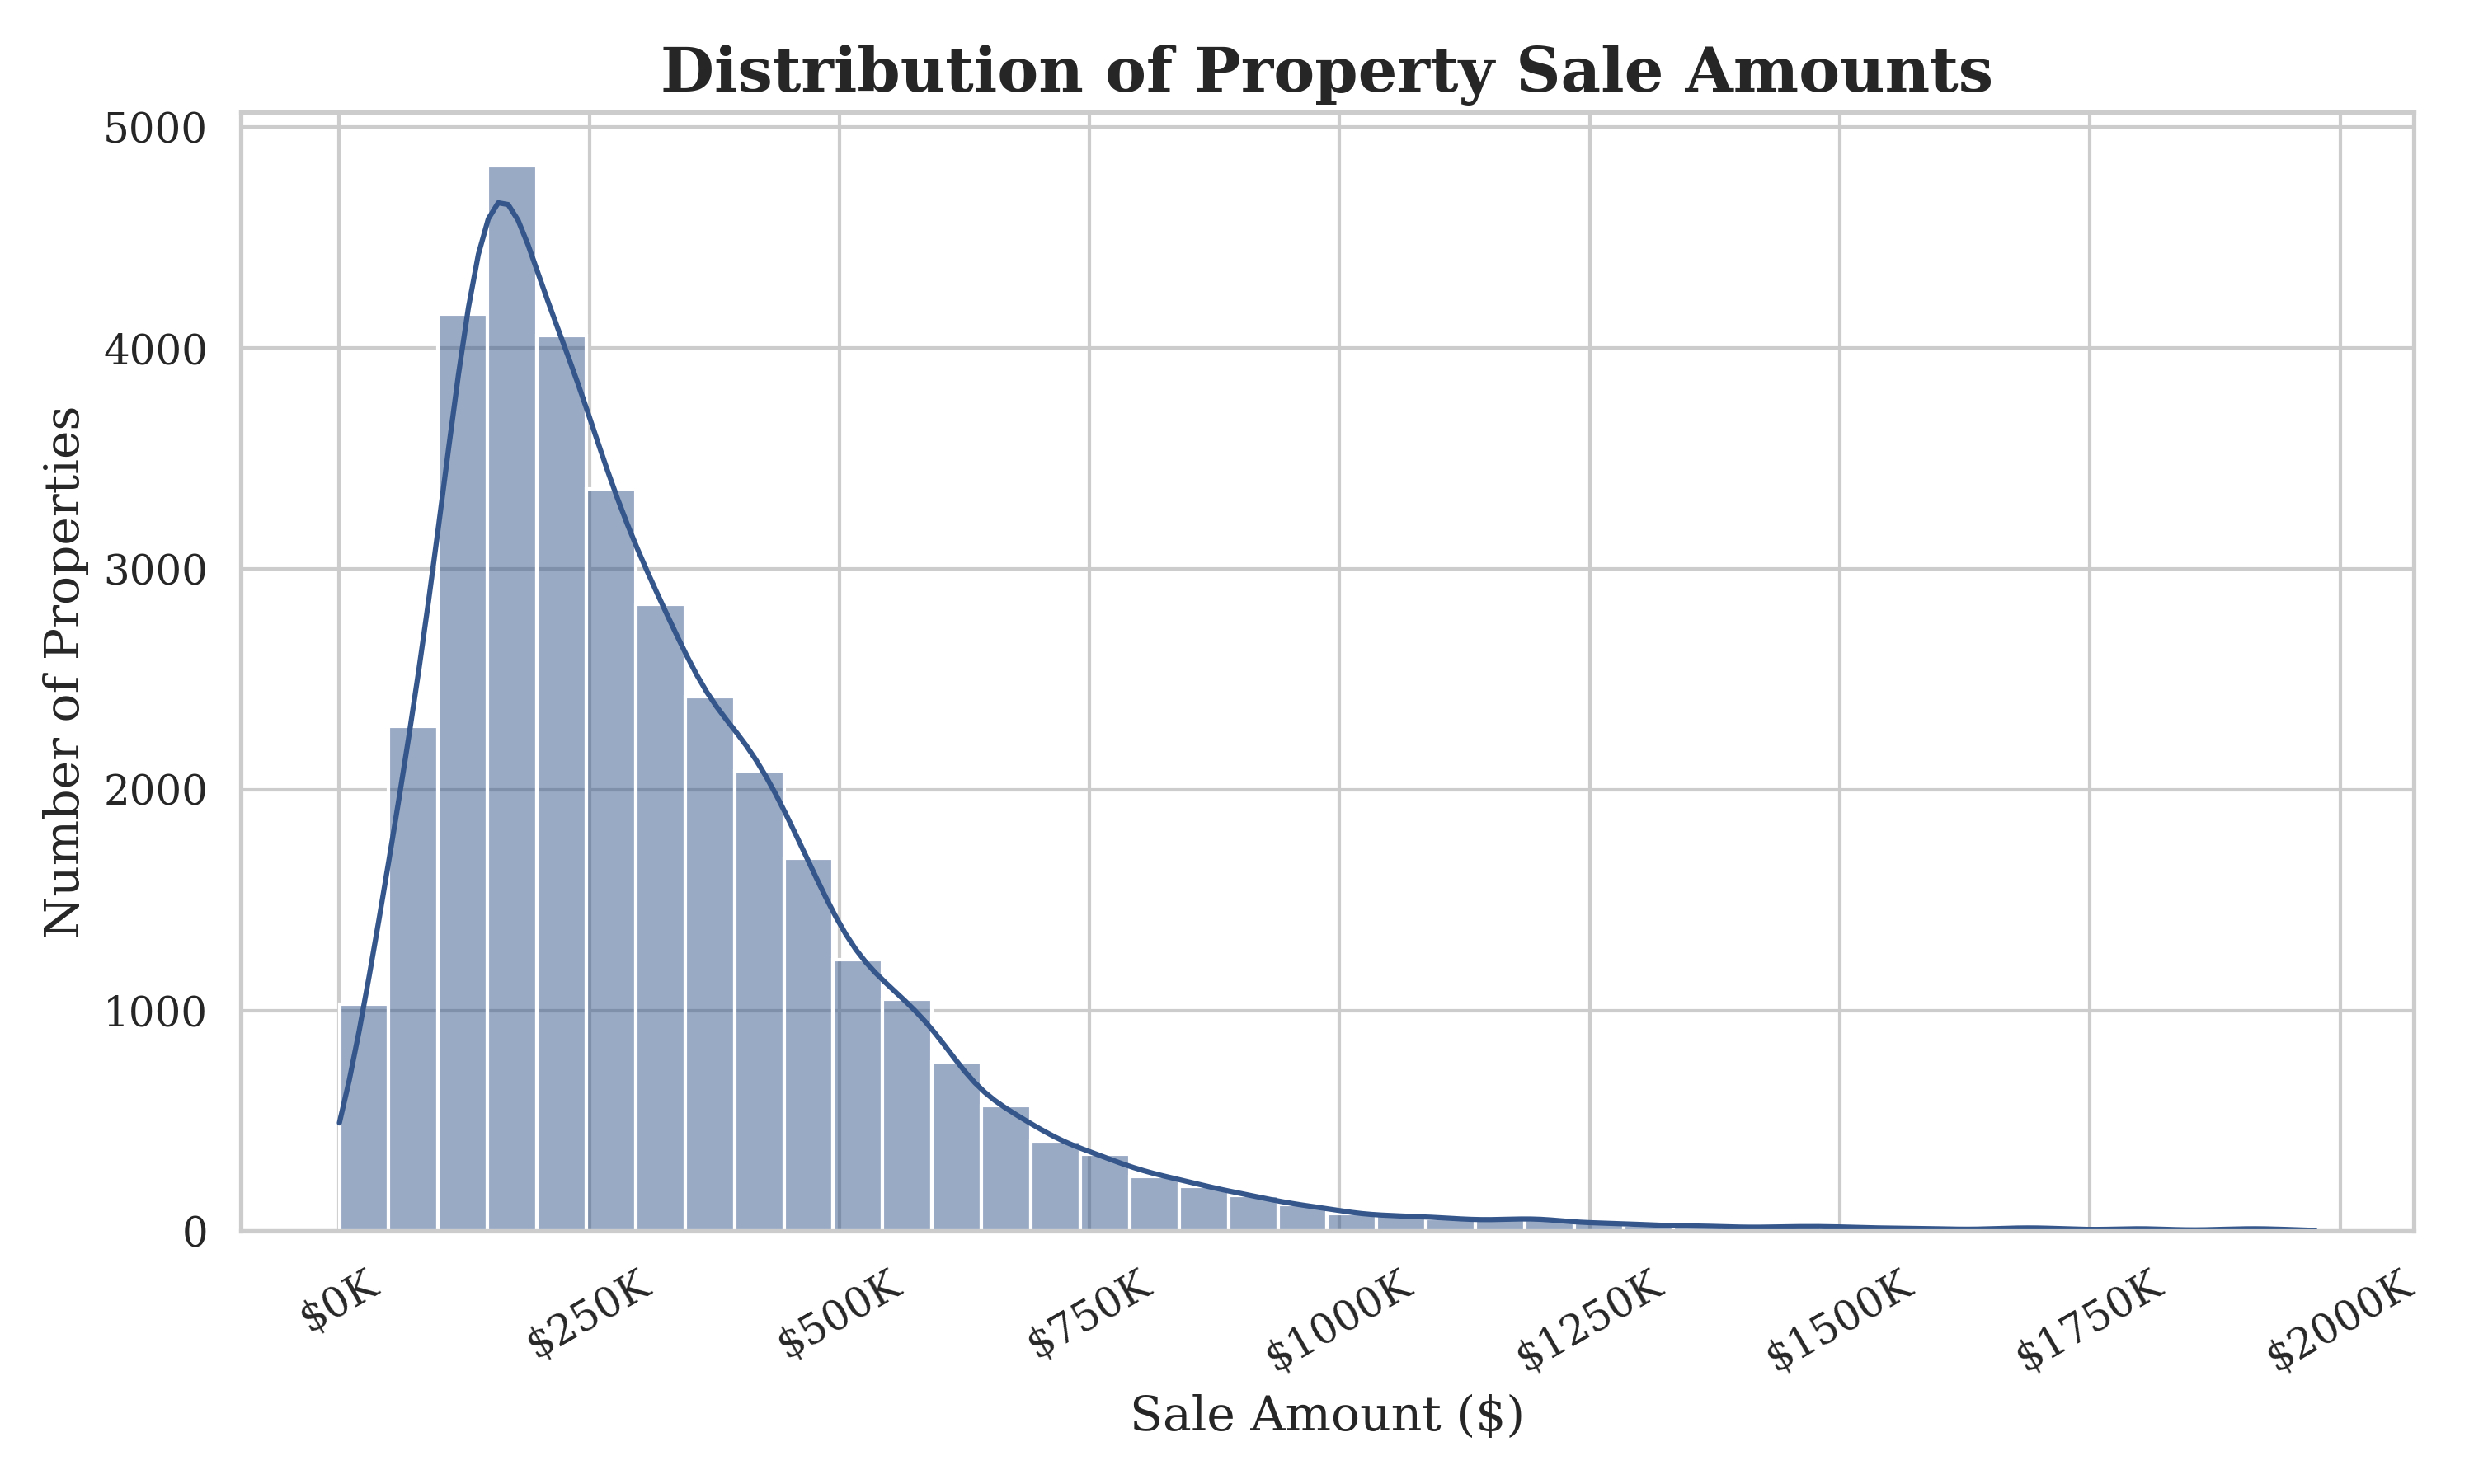 Distribution of Property Sale Amounts
Number of Properties
5000
4000
3000
2000
1000
0
$0K
$250K
$500K
$750K
$1000K
$1250K
$1500K
$1750K
$2000K
Sale Amount ($)